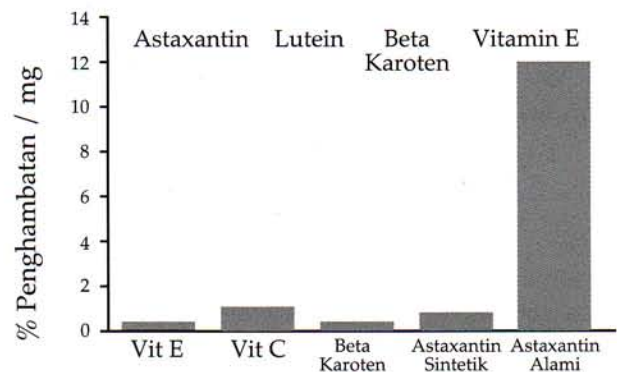 14
Astaxantin Lutein Beta Karoten Vitamin E
12
10
8
6
4
2
0
% Penghambatan / mg
Vit E
Vit C
Beta
Karoten
Astaxantin
Sintetik
Astaxantin
Alami